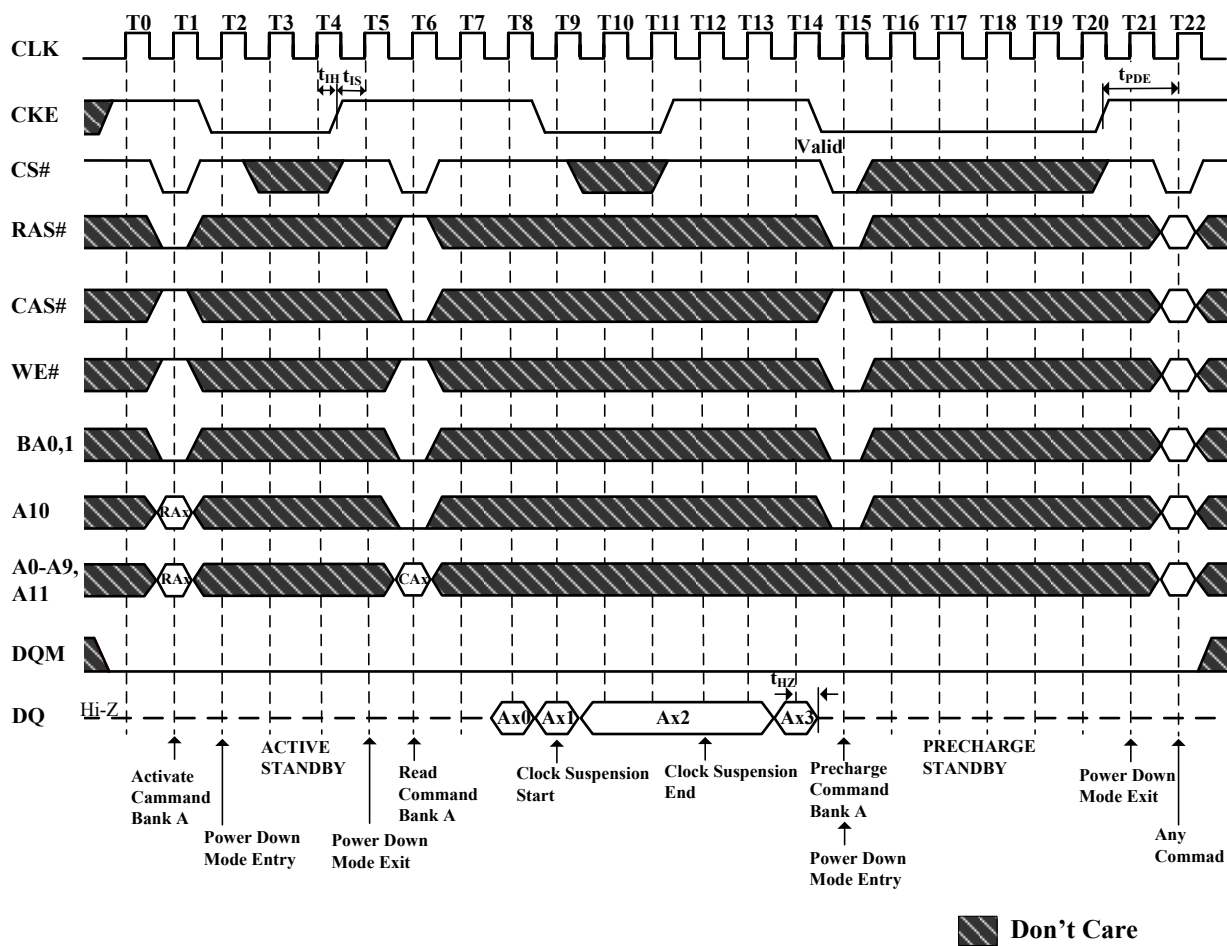 T0 T1 T2 T3 T4 T5 T6 T7 T8 T9 T10 T11 T12 T13 T14 T15 T16 T17 T18 T19 T20 T21 T22
CLK
tIH tIS
tPDE
CKE
Valid
CS#
RAS#
CAS#
WE#
BA0,1
A10
RAx
A0-A9,
A11
RAx
CAx
DQM
tHZ
DQ
Hi-Z
Ax0 Ax1 Ax2 Ax3
Activate
Cammand
Bank A
Power Down
Mode Entry
ACTIVE
STANDBY
Power Down
Mode Exit
Read
Command
Bank A
Clock Suspension
Start
Clock Suspension
End
Precharge
Command
Bank A
Power Down
Mode Entry
PRECHARGE
STANDBY
Power Down
Mode Exit
Any
Commad
Don't Care